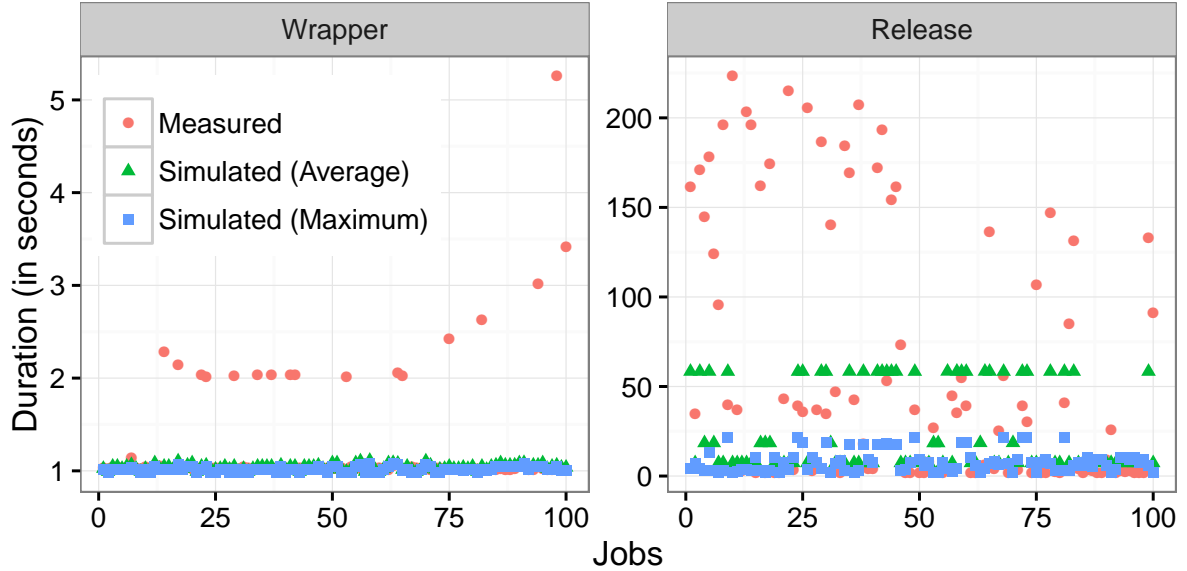 Wrapper
Release
Duration (in seconds)
5
4
3
2
1
Measured
Simulated (Average)
Simulated (Maximum)
200
150
100
50
0
0 25 50 75 100
0 25 50 75 100
Jobs